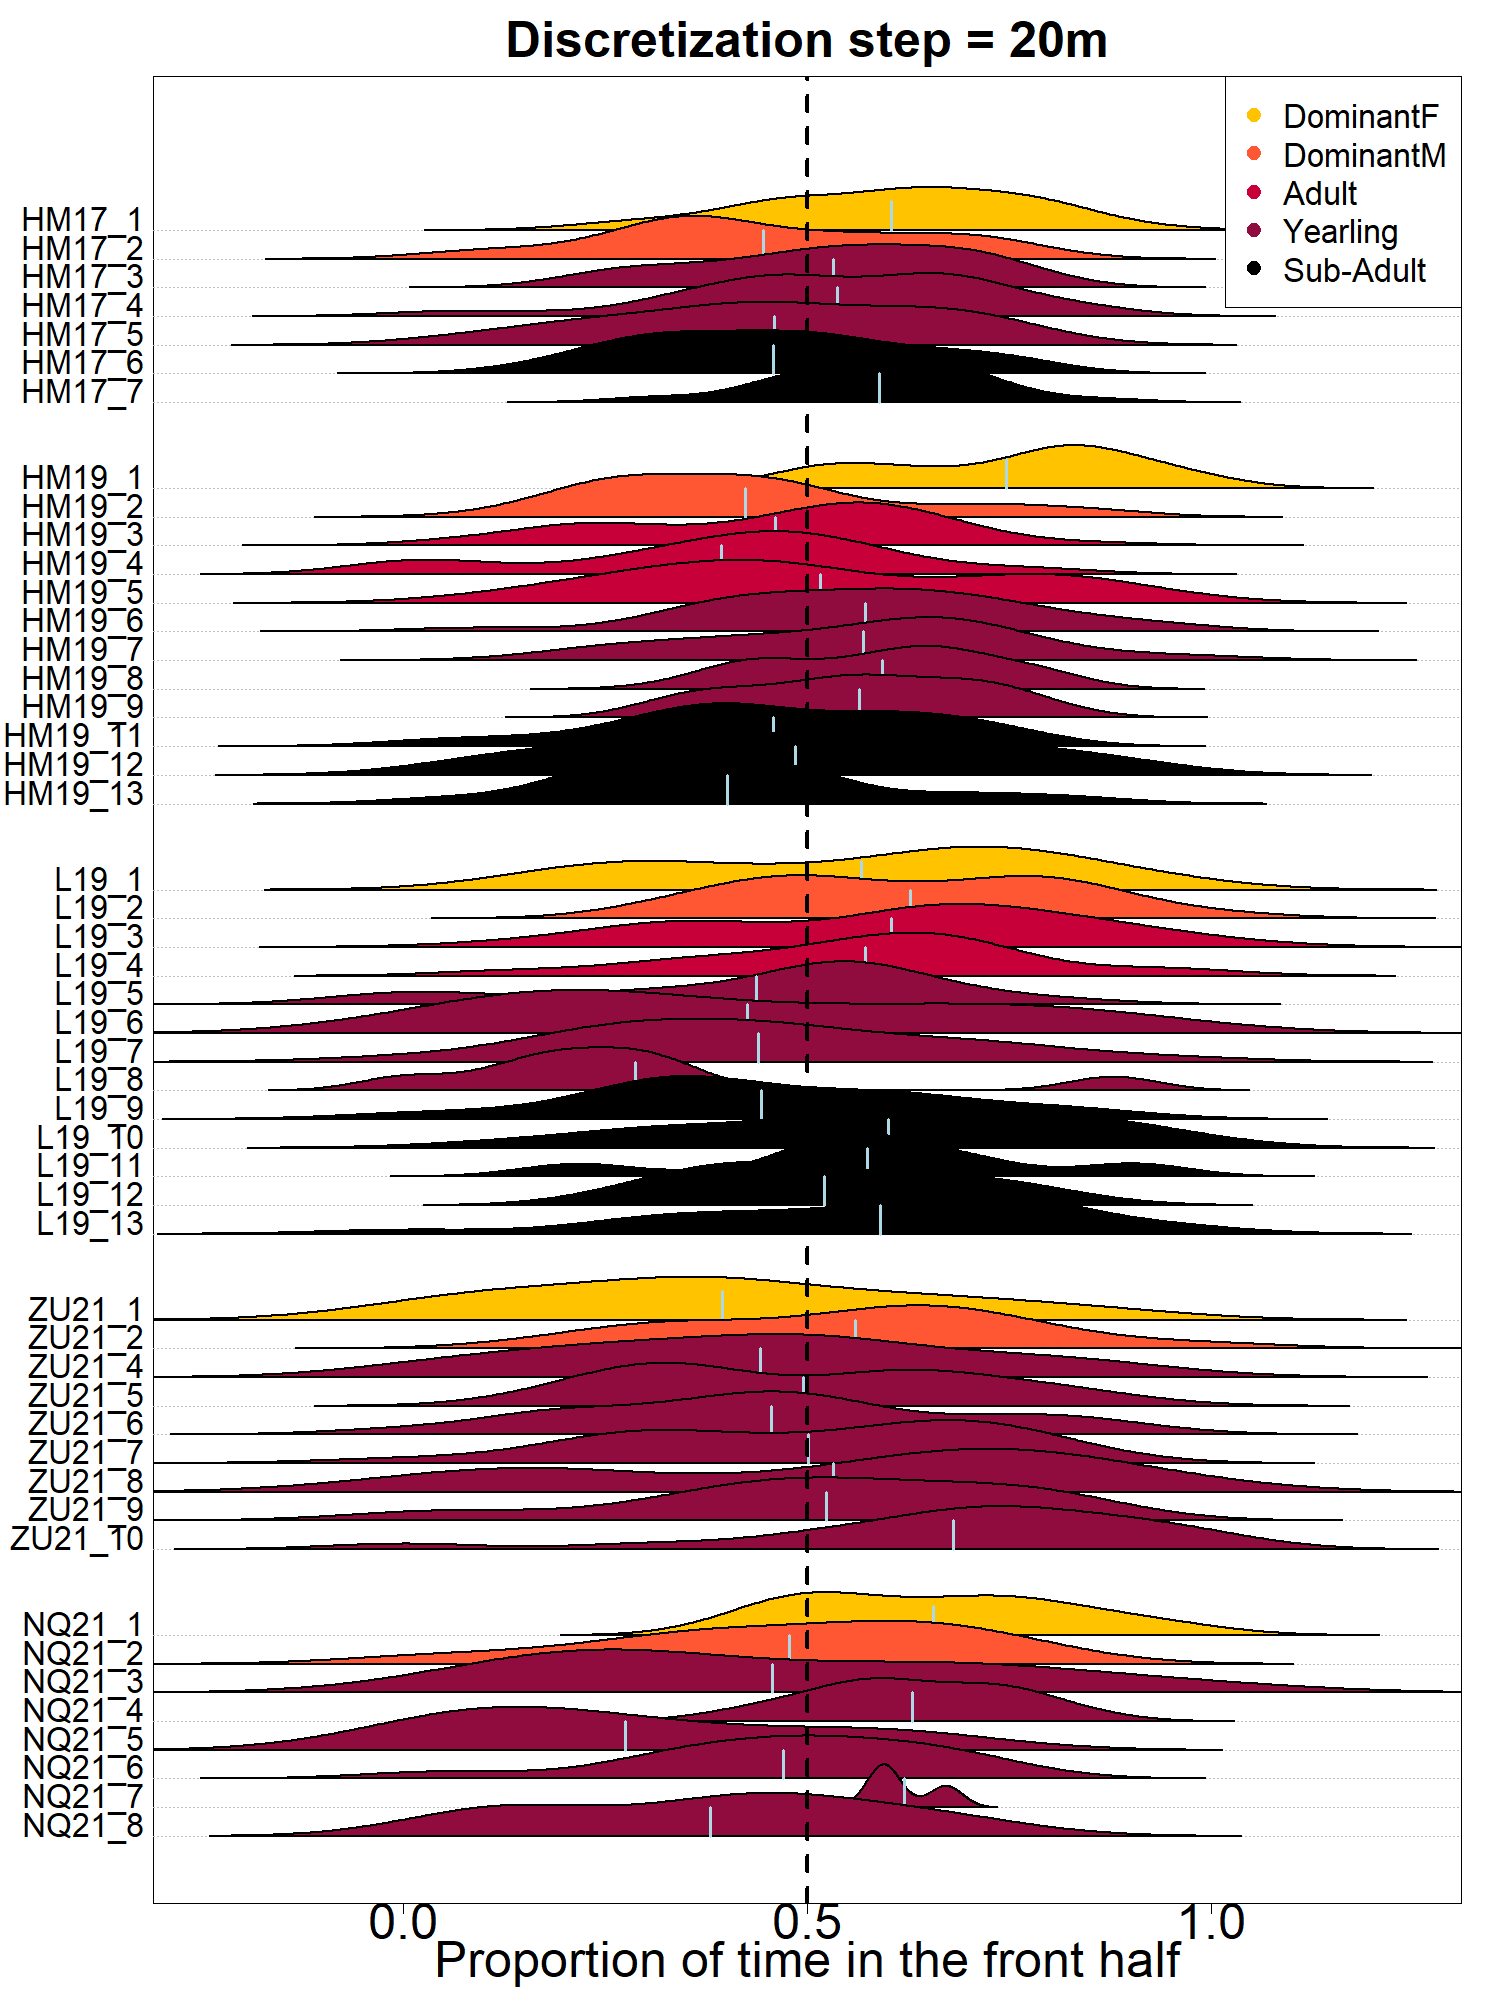 Discretization step = 20m
DominantF
DominantM
Adult
Yearling
Sub-Adult
HM17_1
HM17_2
HM17_3
HM17_4
HM17_5
HM17_6
HM17_7
HM19_1
HM19_2
HM19_3
HM19_4
HM19_5
HM19_6
HM19_7
HM19_8
HM19_9
HM19_11
HM19_12
HM19_13
L19_1
L19_2
L19_3
L19_4
L19_5
L19_6
L19_7
L19_8
L19_9
L19_10
L19_11
L19_12
L19_13
ZU21_1
ZU21_2
ZU21_4
ZU21_5
ZU21_6
ZU21_7
ZU21_8
ZU21_9
ZU21_10
NQ21_1
NQ21_2
NQ21_3
NQ21_4
NQ21_5
NQ21_6
NQ21_7
NQ21_8
0.0 0.5 1.0
Proportion of time in the front half